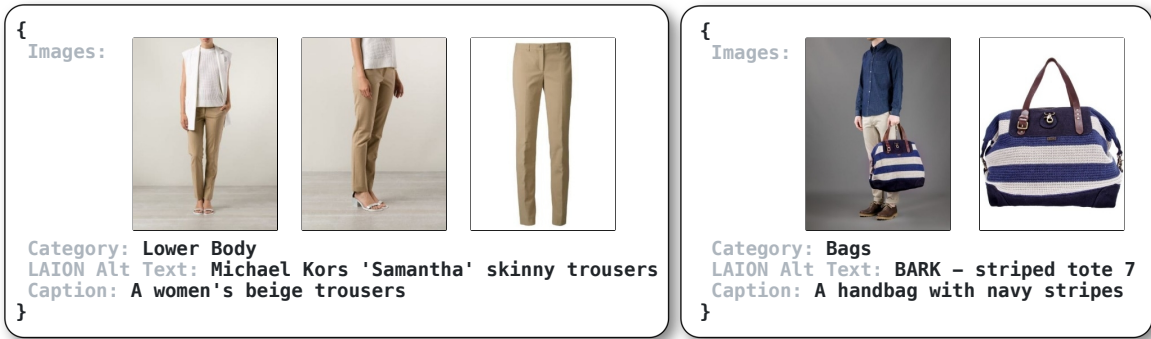 {
Images:
Category: Lower Body
LAION Alt Text: Michael Kors 'Samantha' skinny trousers
Caption: A women's beige trousers
}
{
Images:
Category: Bags
LAION Alt Text: BARK – striped tote 7
Caption: A handbag with navy stripes
}